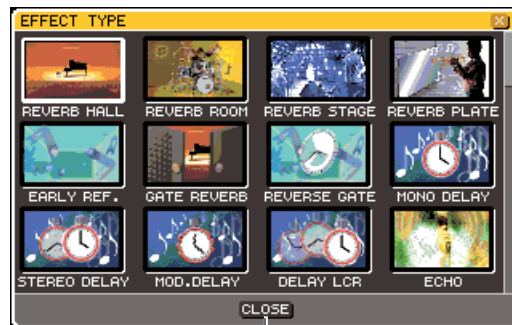 EFFECT TYPE
REVERB HALL REVERB ROOM REVERB STAGE REVERB PLATE
EARLY REF. GATE REVERB REVERSE GATE MONO DELAY
STEREO DELAY MOD.DELAY DELAY LCR ECHO
CLOSE